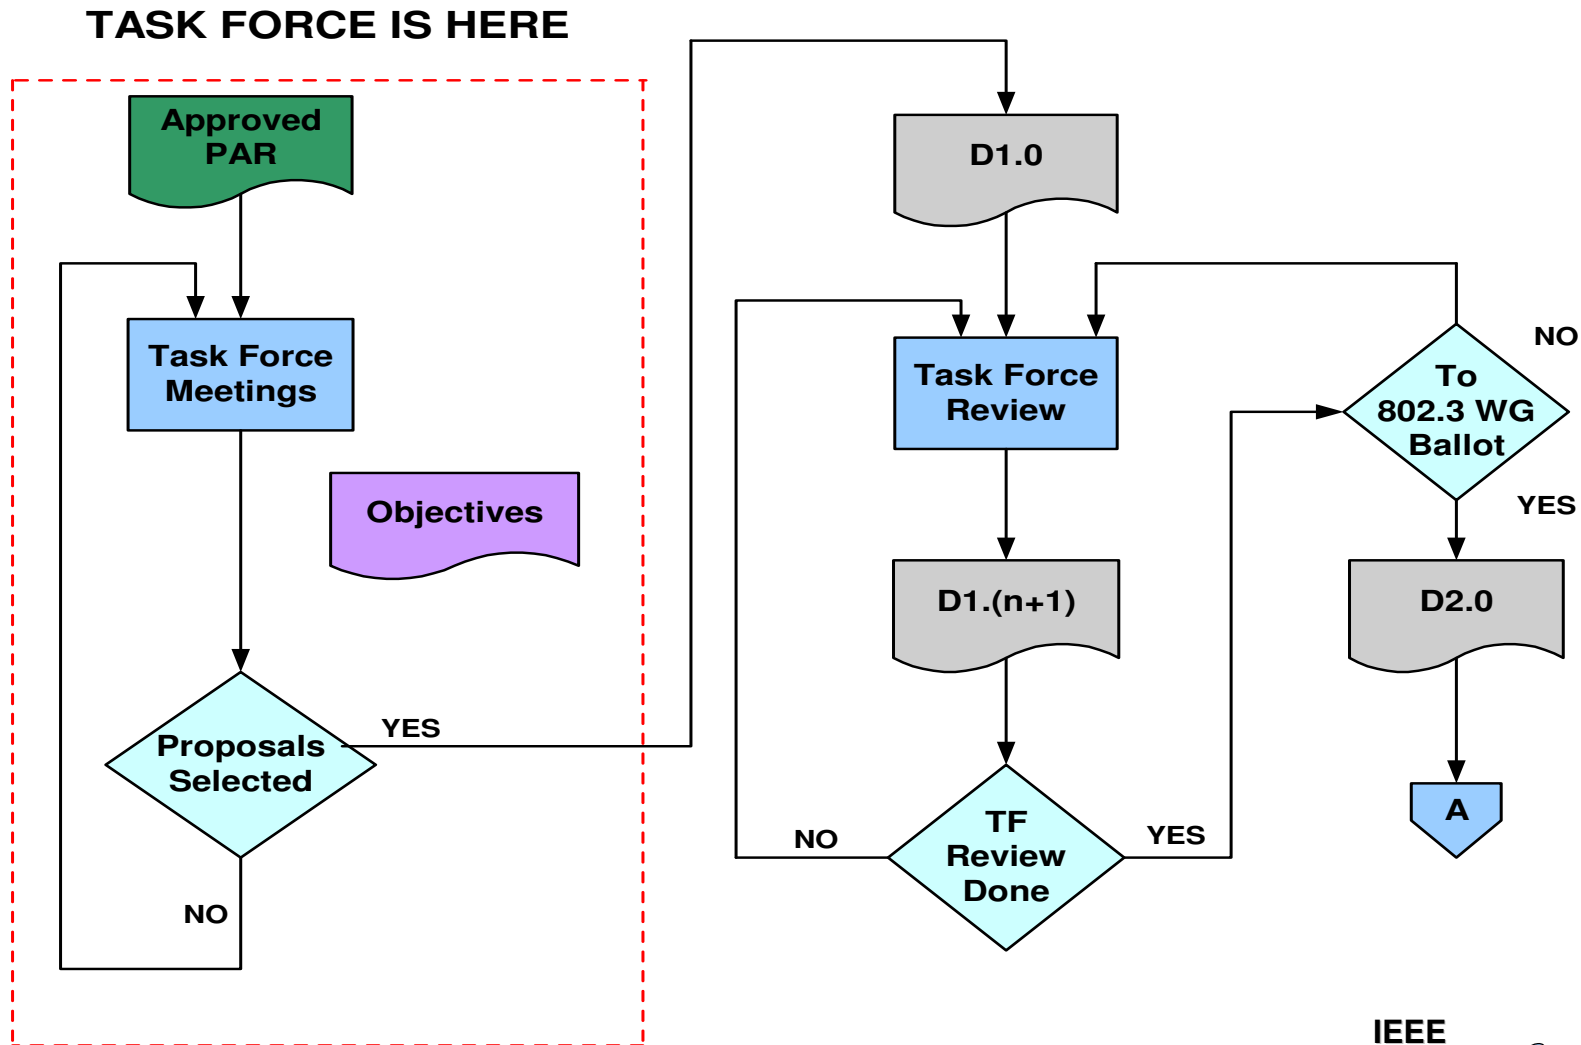 TASK FORCE IS HERE
Approved
PAR
Task Force
Meetings
Objectives
Proposals
Selected
YES
NO
D1.0
Task Force
Review
D1.(n+1)
TF
Review
Done
NO
YES
To
802.3 WG
Ballot
NO
YES
D2.0
A
IEEE